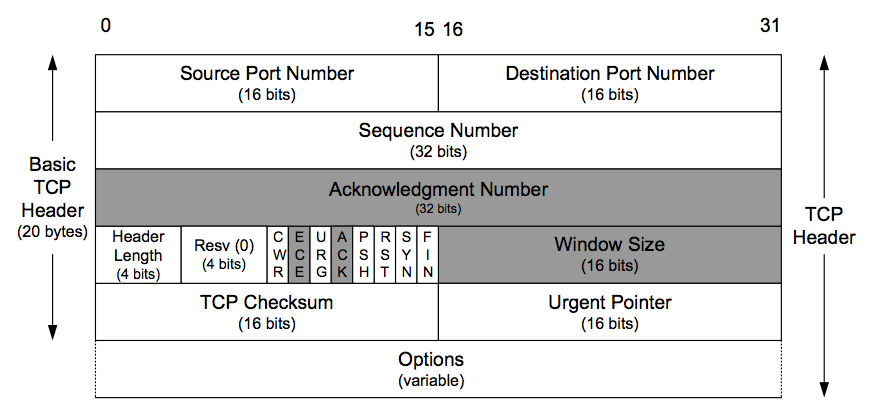 0 15 16 31
Source Port Number Destination Port Number
(16 bits) (16 bits)
Sequence Number
(32 bits)
Basic
TCP
Header
(20 bytes)
Acknowledgment Number
(32 bits)
TCP
Header
Header
Length
(4 bits)
Resv (0)
(4 bits)
CWR
ECE
URG
ACK
PSH
RST
SYN
FIN
Window Size
(16 bits)
TCP Checksum Urgent Pointer
(16 bits) (16 bits)
Options
(variable)